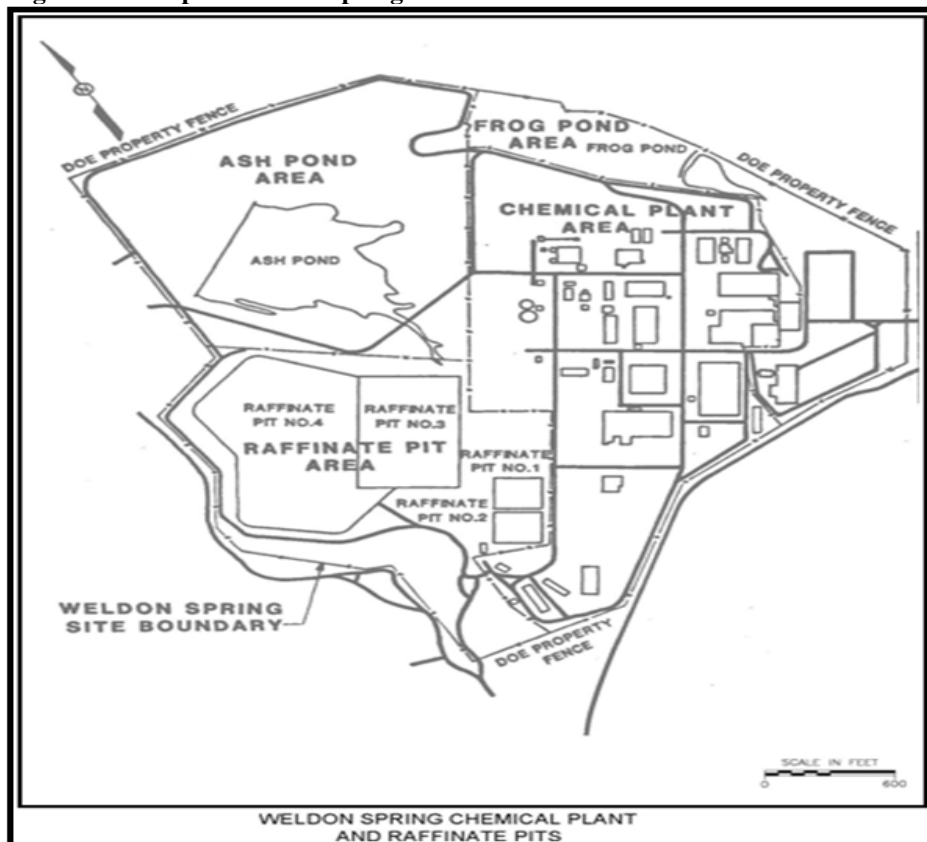 DOE PROPERTY FENCE
ASH POND
AREA
FROG POND
AREA
FROG POND
DOE PROPERTY FENCE
CHEMICAL PLANT
AREA
ASH POND
RAFFINATE
PIT NO.4
RAFFINATE
PIT NO.3
RAFFINATE PIT
AREA
RAFFINATE
PIT NO.1
RAFFINATE
PIT NO.2
WELDON SPRING
SITE BOUNDARY
DOE PROPERTY
FENCE
SCALE IN FEET
0 600
WELDON SPRING CHEMICAL PLANT
AND RAFFINATE PITS